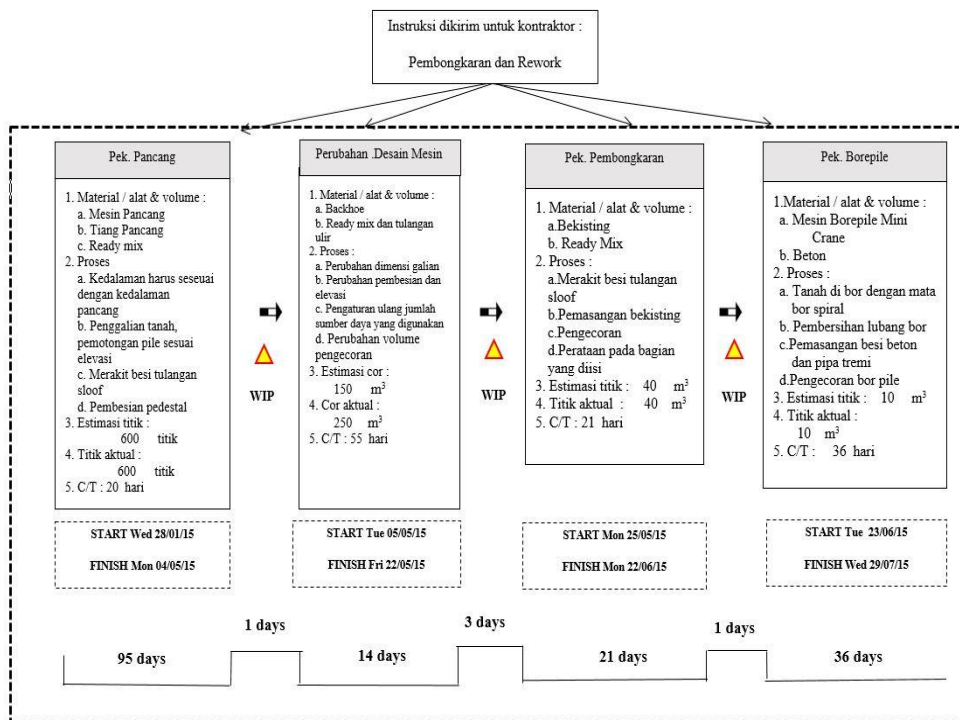 Instruksi dikirim untuk kontraktor :
Pembongkaran dan Rework
Pek. Pancang
1. Material / alat & volume :
a. Mesin Pancang
b. Tiang Pancang
c. Ready mix
2. Proses
a. Kedalaman harus seseuai
dengan kedalaman
pancang
b. Penggalian tanah,
pemotongan pile sesuai
elevasi
c. Merakit besi tulangan
sloof
d. Pembesian pedestal
3. Estimasi titik :
600 titik
4. Titik aktual :
600 titik
5. C/T : 20 hari
START Wed 28/01/15
FINISH Mon 04/05/15
WIP
Perubahan .Desain Mesin
1. Material / alat & volume :
a. Backhoe
b. Ready mix dan tulangan
ulir
2. Proses :
a. Perubahan dimensi galian
b. Perubahan pembesian dan
elevasi
c. Pengaturan ulang jumlah
sumber daya yang digunakan
d. Perubahan volume
pengecoran
3. Estimasi cor :
150 m³
4. Cor aktual :
250 m³
5. C/T : 55 hari
START Tue 05/05/15
FINISH Fri 22/05/15
WIP
Pek. Pembongkaran
1. Material / alat & volume :
a.Bekisting
b. Ready Mix
2. Proses :
a.Merakit besi tulangan
sloof
b.Pemasangan bekisting
c.Pengecoran
d.Perataan pada bagian
yang diisi
3. Estimasi titik : 40 m³
4. Titik aktual : 40 m³
5. C/T : 21 hari
START Mon 25/05/15
FINISH Mon 22/06/15
WIP
Pek. Borepile
1.Material / alat & volume :
a. Mesin Borepile Mini
Crane
b. Beton
2. Proses :
a. Tanah di bor dengan mata
bor spiral
b. Pembersihan lubang bor
c.Pemasangan besi beton
dan pipa tremi
d.Pengecoran bor pile
3. Estimasi titik : 10 m³
4. Titik aktual :
10 m³
5. C/T : 36 hari
START Tue 23/06/15
FINISH Wed 29/07/15
95 days
1 days
14 days
3 days
21 days
1 days
36 days